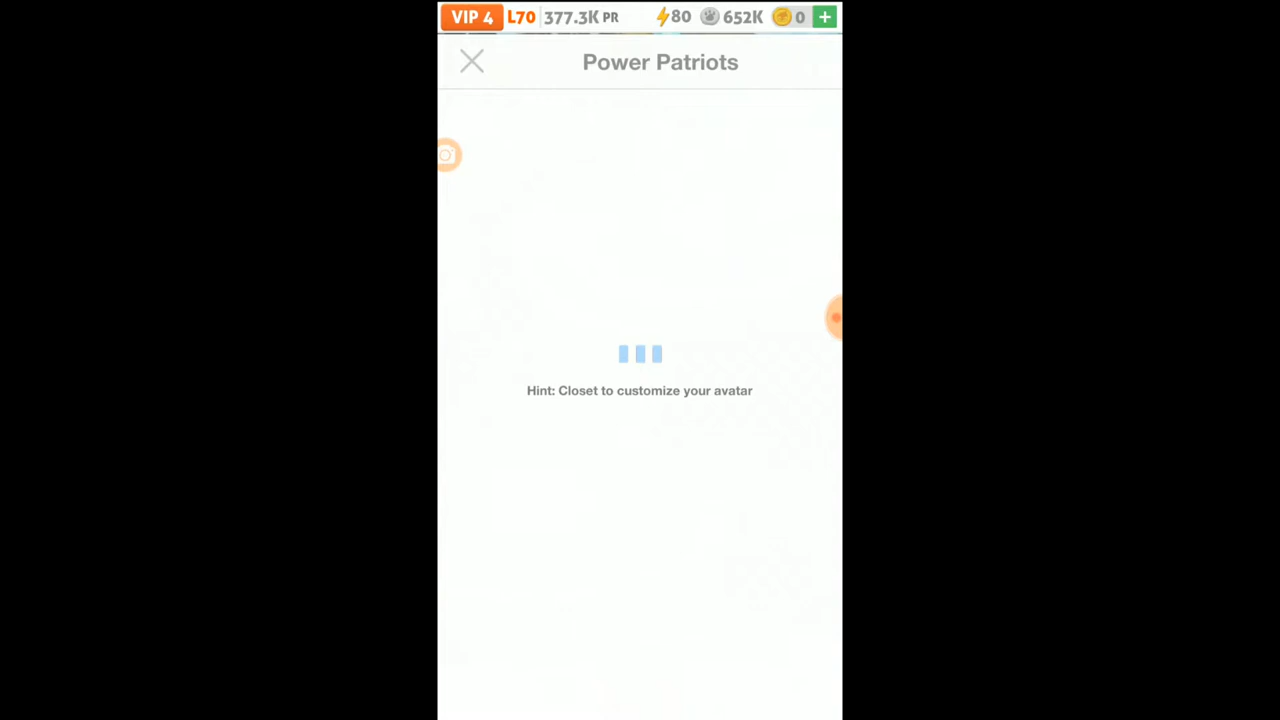 VIP 4 L70 377.3K PR 80 652K 0 +
Power Patriots
Hint: Closet to customize your avatar